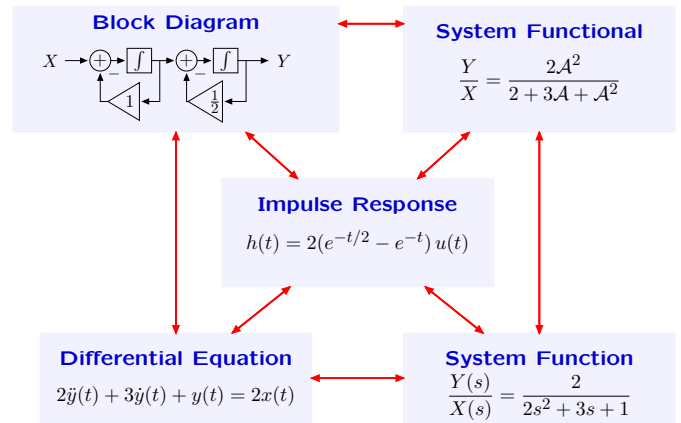 Block Diagram
X + − ∫ + − ∫ Y
1 1/2
System Functional
Y/X = 2𝒜²/(2 + 3𝒜 + 𝒜²)
Impulse Response
h(t) = 2(e^{−t/2} − e^{−t}) u(t)
Differential Equation
2ÿ(t) + 3ẏ(t) + y(t) = 2x(t)
System Function
Y(s)/X(s) = 2/(2s² + 3s + 1)